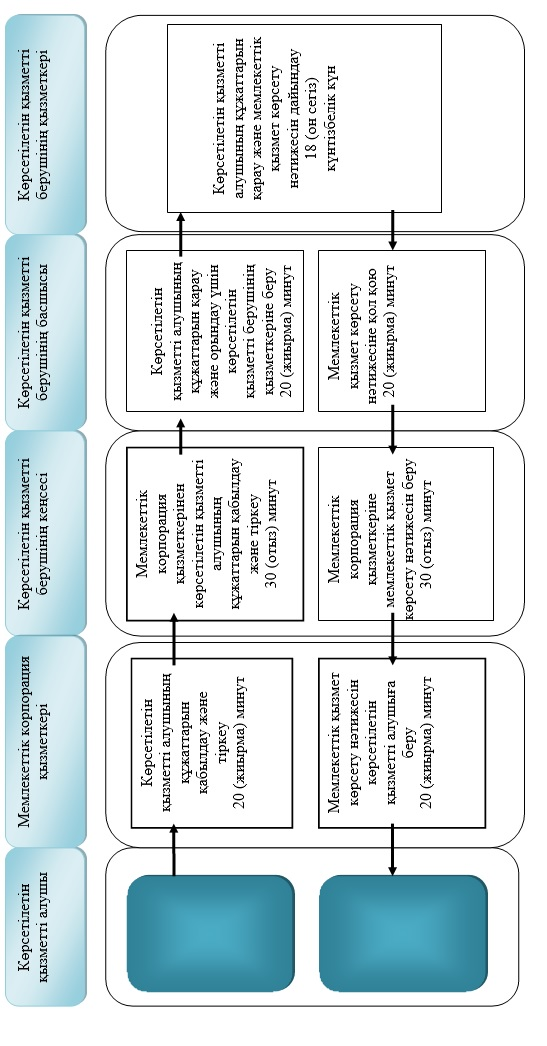 Көрсетілетін
қызметті алушы
Мемлекеттік корпорация
қызметкері
Көрсетілетін қызметті
берушінің кеңсесі
Көрсетілетін қызметті
берушінің басшысы
Көрсетілетін қызметті
берушінің қызметкері
Көрсетілетін
қызметті алушының
құжаттарын
қабылдау және
тіркеу
20 (жиырма) минут
Мемлекеттік
корпорация
қызметкерінен
көрсетілетін қызметті
алушының
құжаттарын қабылдау
және тіркеу
30 (отыз) минут
Көрсетілетін
қызметті алушының
құжаттарын қарау
және орындау үшін
көрсетілетін
қызметті берушінің
қызметкеріне беру
20 (жиырма) минут
Көрсетілетін қызметті
алушының құжаттарын
қарау және мемлекеттік
қызмет көрсету
нәтижесін дайындау
18 (он сегіз)
күнтізбелік күн
Мемлекеттік
қызмет көрсету
нәтижесіне қол қою
20 (жиырма) минут
Мемлекеттік
корпорация
қызметкеріне
мемлекеттік қызмет
көрсету нәтижесін беру
30 (отыз) минут
Мемлекеттік қызмет
көрсету нәтижесін
көрсетілетін
қызметті алушыға
беру
20 (жиырма) минут